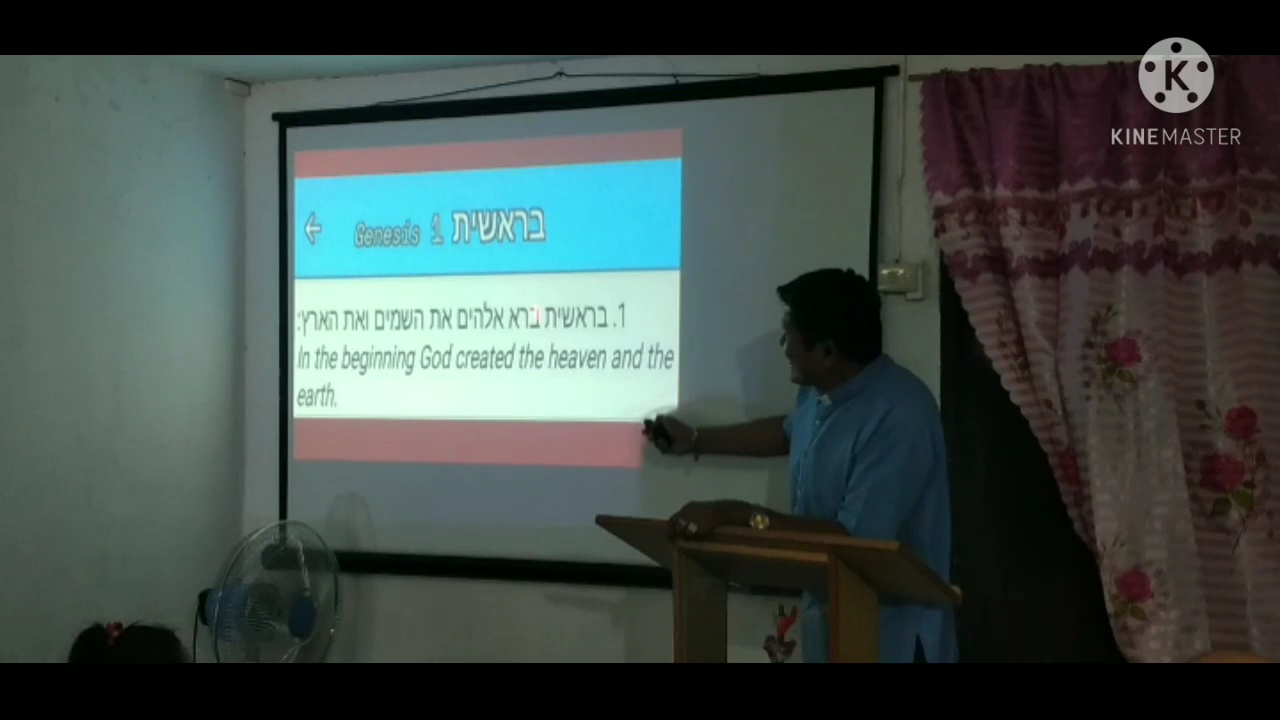 KINEMASTER
← Genesis 1 בראשית
1. בראשית ברא אלהים את השמים ואת הארץ:
In the beginning God created the heaven and the
earth.